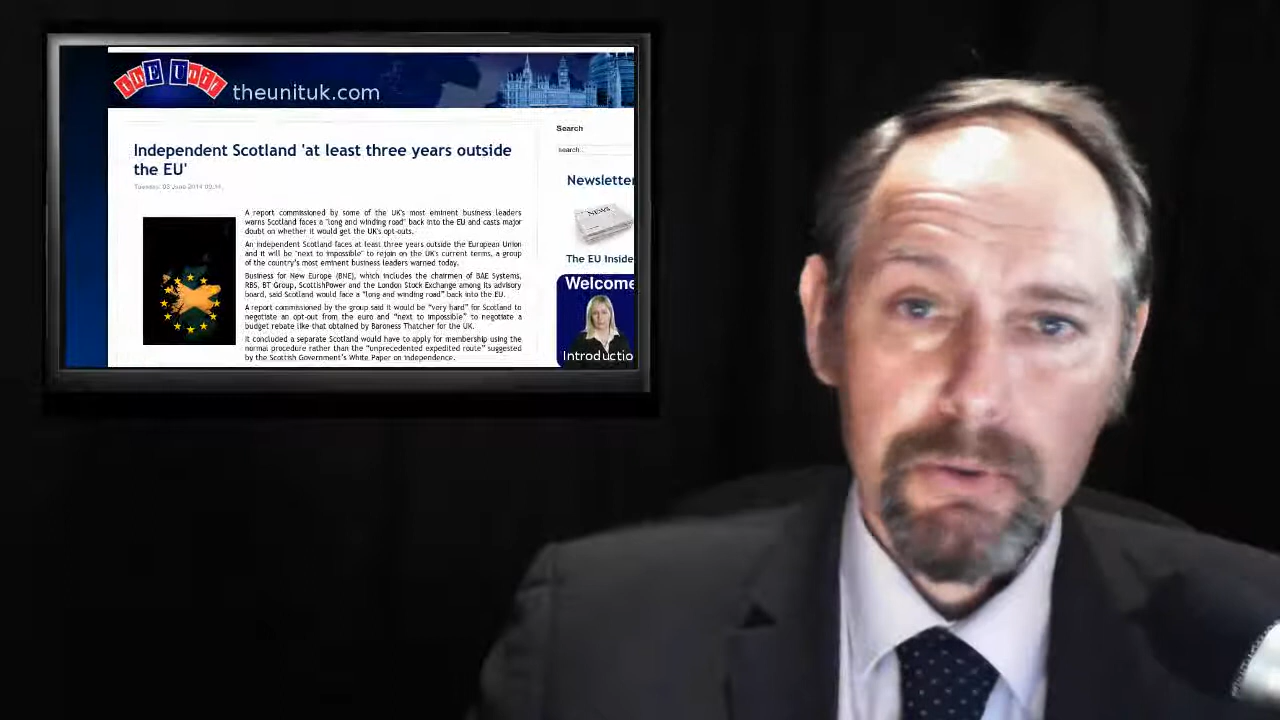 thE Unit
theunituk.com
Independent Scotland 'at least three years outside
the EU'
Tuesday, 03 June 2014 09:14
A report commissioned by some of the UK's most eminent business leaders
warns Scotland faces a "long and winding road" back into the EU and casts major
doubt on whether it would get the UK's opt-outs.
An independent Scotland faces at least three years outside the European Union
and it will be "next to impossible" to rejoin on the UK's current terms, a group
of the country's most eminent business leaders warned today.
Business for New Europe (BNE), which includes the chairmen of BAE Systems,
RBS, BT Group, ScottishPower and the London Stock Exchange among its advisory
board, said Scotland would face a "long and winding road" back into the EU.
A report commissioned by the group said it would be “very hard” for Scotland to
negotiate an opt-out from the euro and “next to impossible” to negotiate a
budget rebate like that obtained by Baroness Thatcher for the UK.
It concluded a separate Scotland would have to apply for membership using the
normal procedure rather than the “unprecedented expedited route” suggested
by the Scottish Government’s White Paper on independence.
Search
search...
Newsletter
NEWS
The EU Inside
Welcome
Introductio